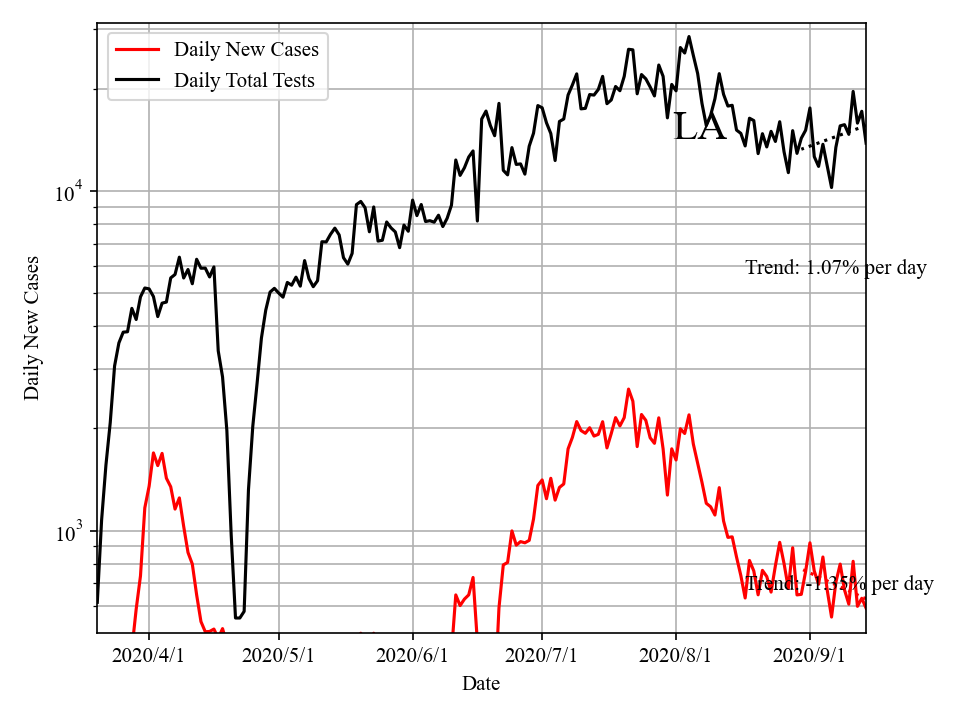 Daily New Cases
Daily Total Tests
LA
10^4
Trend: 1.07% per day
Daily New Cases
10^3
Trend: -1.35% per day
2020/4/1
2020/5/1
2020/6/1
2020/7/1
2020/8/1
2020/9/1
Date